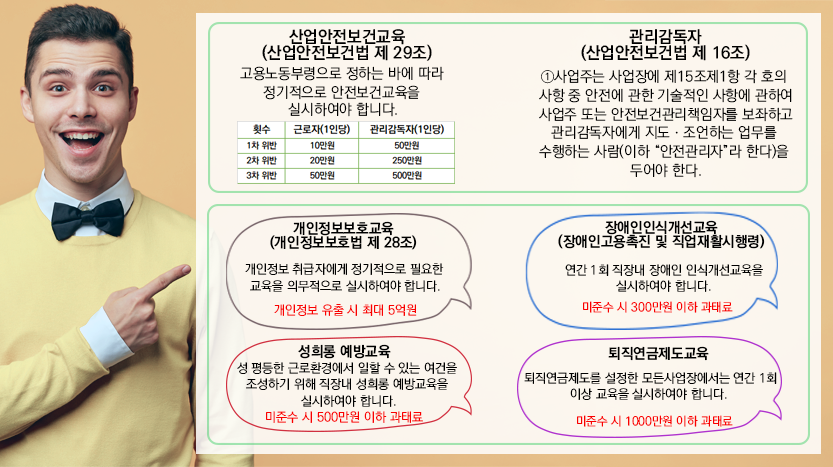 산업안전보건교육
(산업안전보건법 제 29조)
고용노동부령으로 정하는 바에 따라
정기적으로 안전보건교육을
실시하여야 합니다.
횟수 근로자(1인당) 관리감독자(1인당)
1차 위반 10만원 50만원
2차 위반 20만원 250만원
3차 위반 50만원 500만원
관리감독자
(산업안전보건법 제 16조)
①사업주는 사업장에 제15조제1항 각 호의
사항 중 안전에 관한 기술적인 사항에 관하여
사업주 또는 안전보건관리책임자를 보좌하고
관리감독자에게 지도ㆍ조언하는 업무를
수행하는 사람(이하 “안전관리자”라 한다)을
두어야 한다.
개인정보보호교육
(개인정보보호법 제 28조)
개인정보 취급자에게 정기적으로 필요한
교육을 의무적으로 실시하여야 합니다.
개인정보 유출 시 최대 5억원
장애인인식개선교육
(장애인고용촉진 및 직업재활시행령)
연간 1회 직장내 장애인 인식개선교육을
실시하여야 합니다.
미준수 시 300만원 이하 과태료
성희롱 예방교육
성 평등한 근로환경에서 일할 수 있는 여건을
조성하기 위해 직장내 성희롱 예방교육을
실시하여야 합니다.
미준수 시 500만원 이하 과태료
퇴직연금제도교육
퇴직연금제도를 설정한 모든사업장에서는 연간 1회
이상 교육을 실시하여야 합니다.
미준수 시 1000만원 이하 과태료